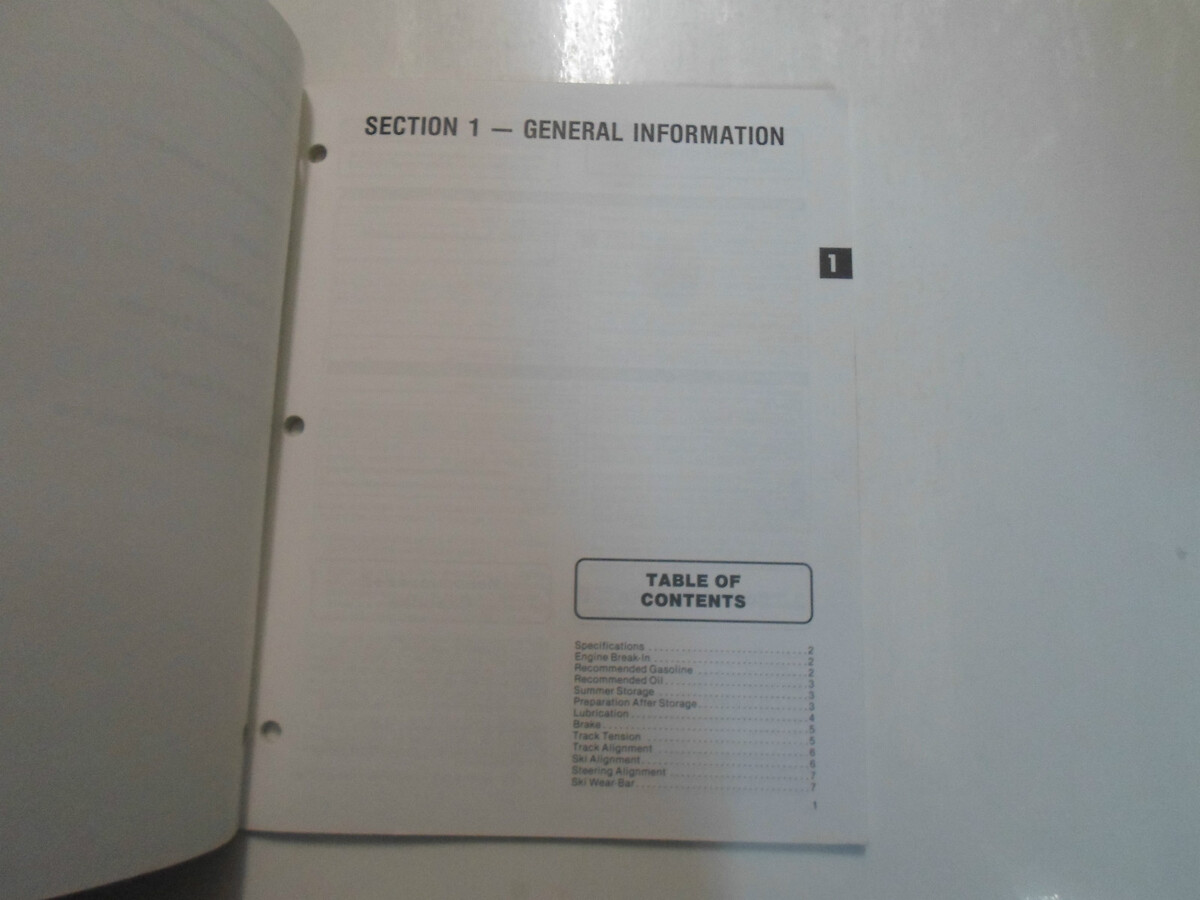 SECTION 1 — GENERAL INFORMATION
1
TABLE OF
CONTENTS
Specifications 2
Engine Break-In 2
Recommended Gasoline 2
Recommended Oil 3
Summer Storage 3
Preparation After Storage 3
Lubrication 4
Brake 5
Track Tension 5
Track Alignment 6
Ski Alignment 6
Steering Alignment 7
Ski Wear Bar 7
1